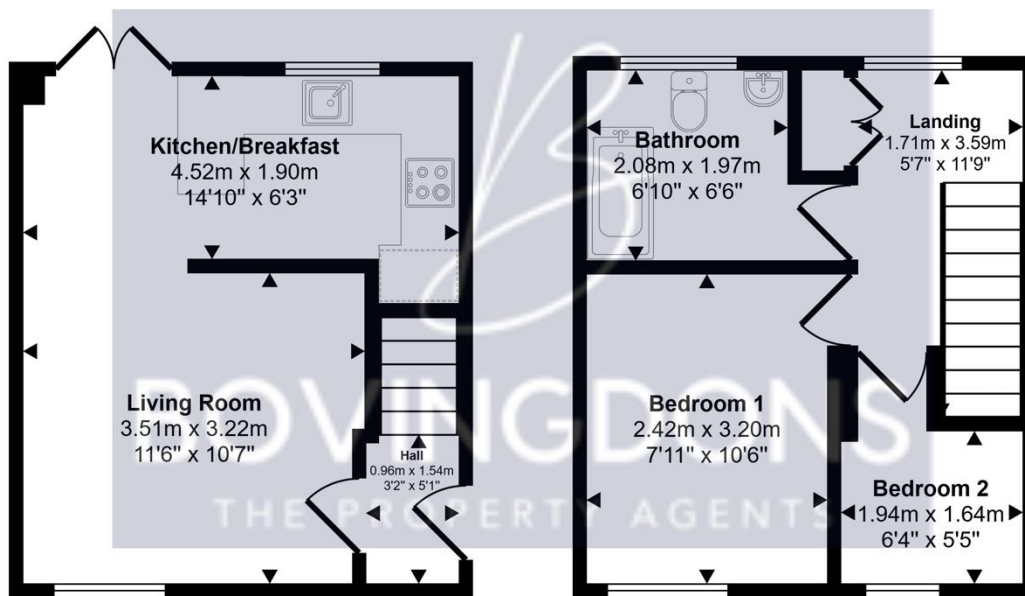 Kitchen/Breakfast
4.52m x 1.90m
14'10" x 6'3"
Living Room
3.51m x 3.22m
11'6" x 10'7"
Hall
0.96m x 1.54m
3'2" x 5'1"
Bathroom
2.08m x 1.97m
6'10" x 6'6"
Landing
1.71m x 3.59m
5'7" x 11'9"
Bedroom 1
2.42m x 3.20m
7'11" x 10'6"
Bedroom 2
1.94m x 1.64m
6'4" x 5'5"
B
BOVINGDONS
THE PROPERTY AGENTS